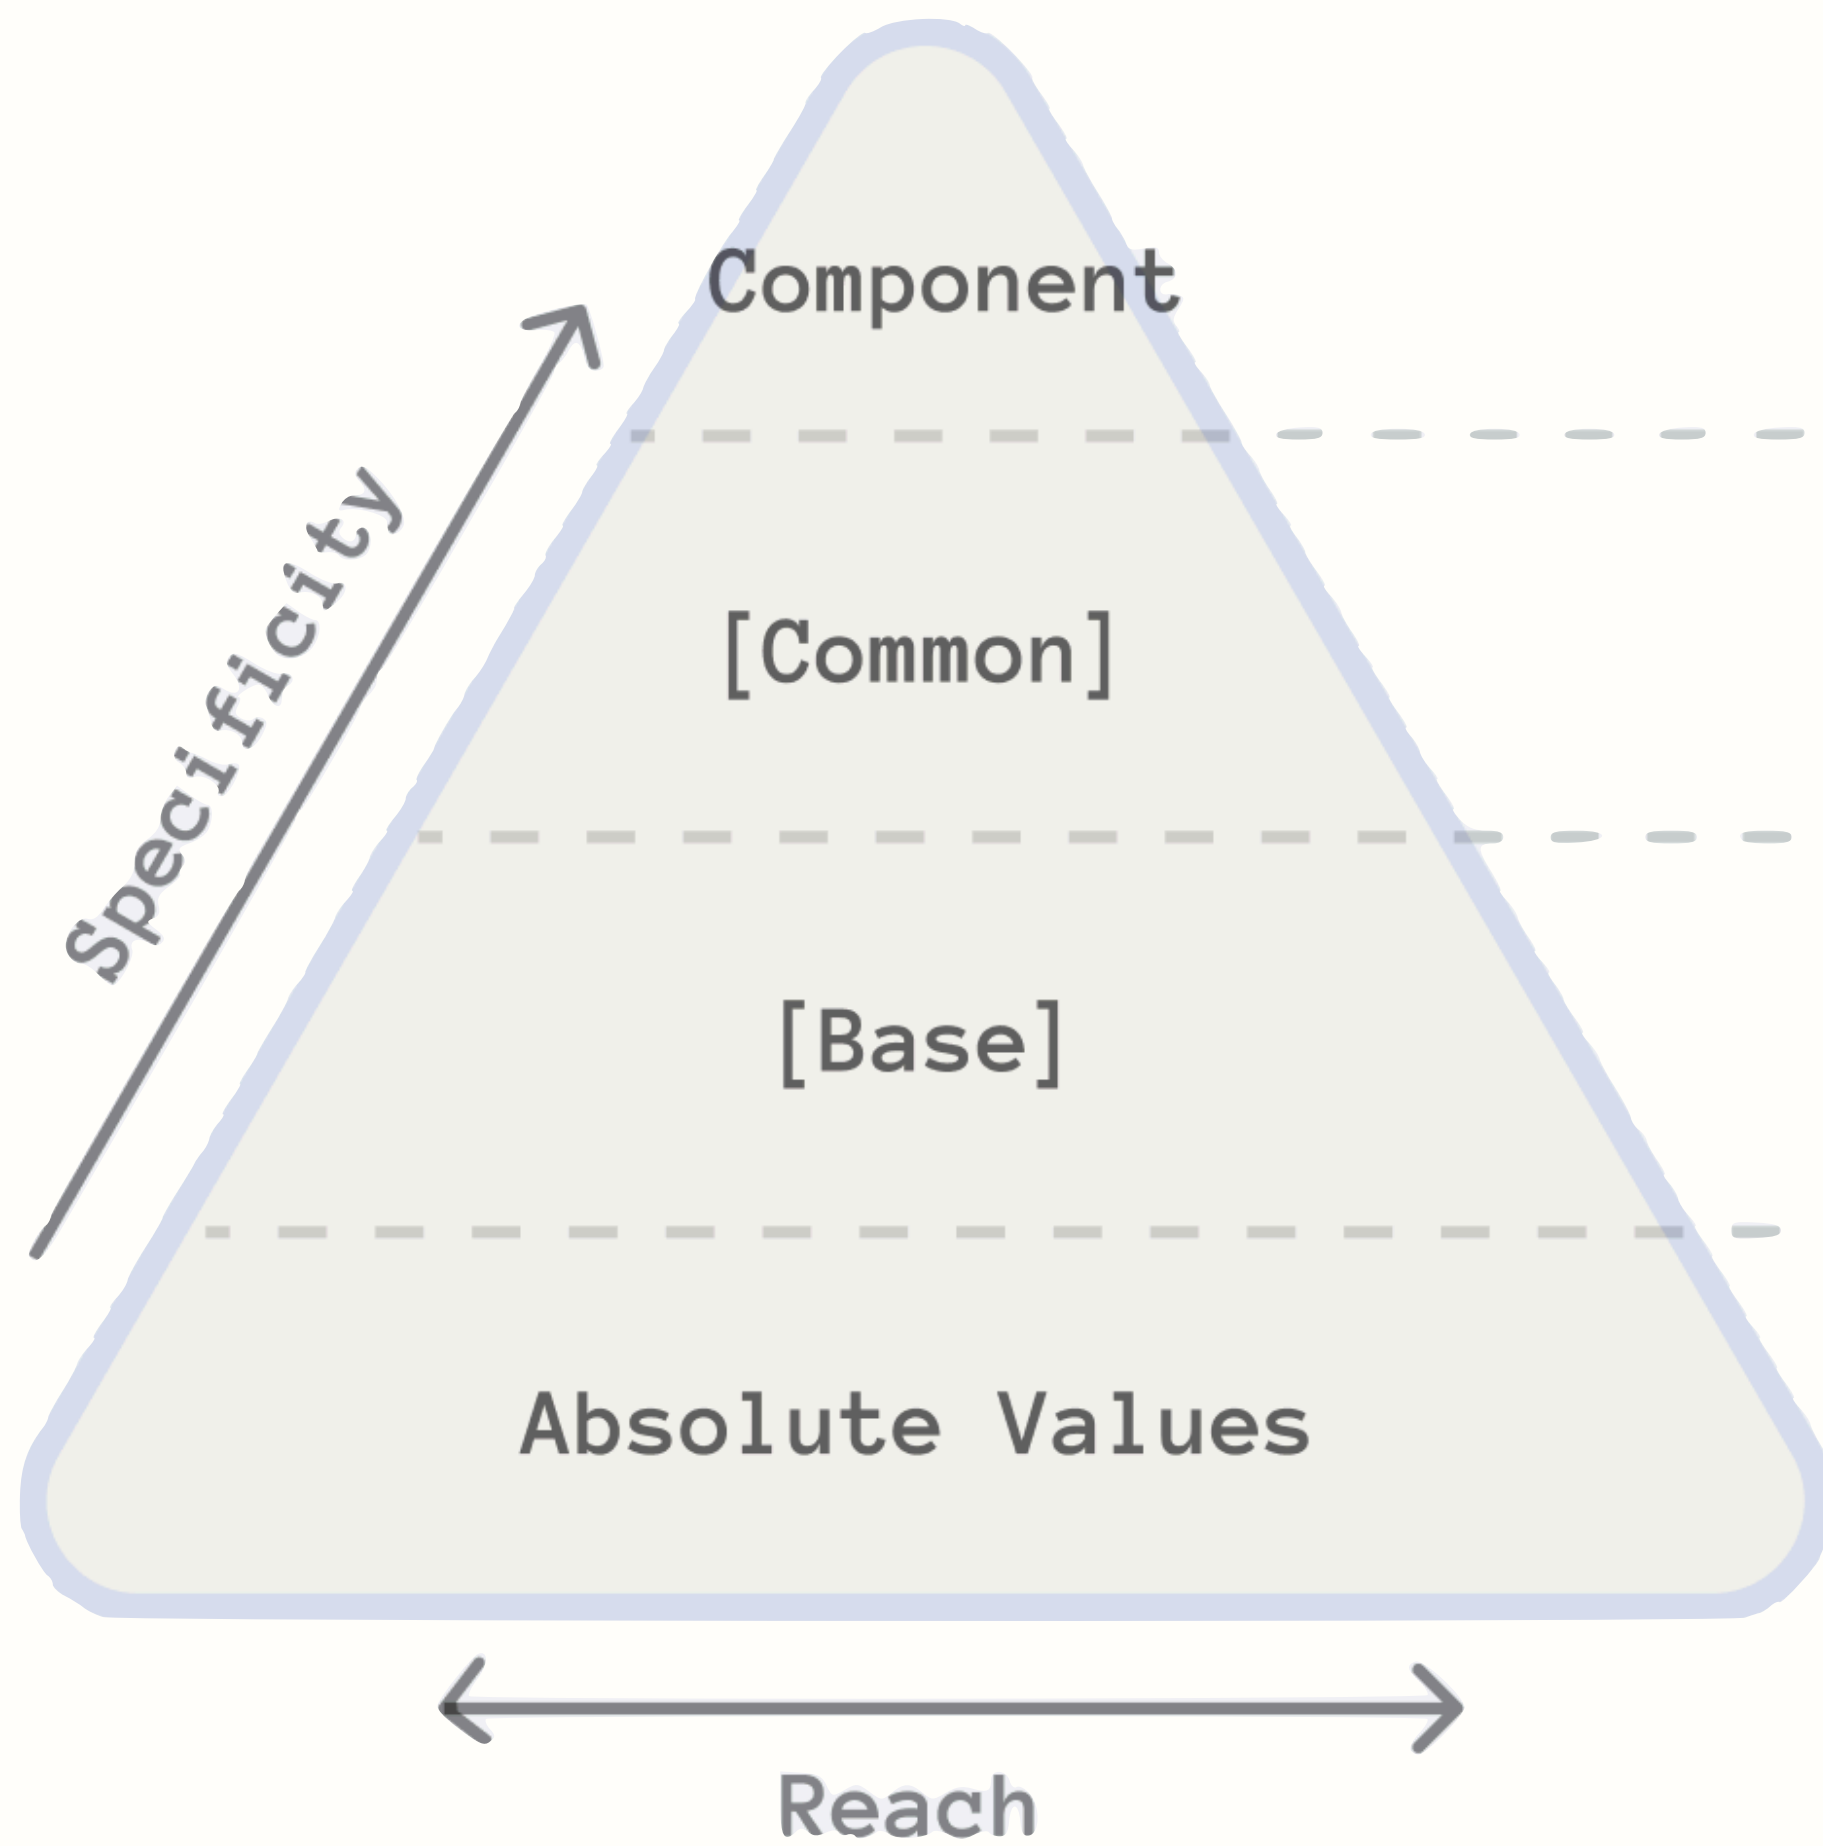 Component
Specificity
[Common]
[Base]
Absolute Values
Reach